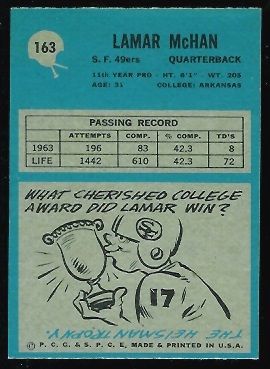 163
LAMAR McHAN
S. F. 49ers QUARTERBACK
11th YEAR PRO - HT. 6'1" - WT. 205
AGE: 31 COLLEGE: ARKANSAS
PASSING RECORD
ATTEMPTS COMP. % YD'S
1963 196 83 42.3 8
LIFE 1442 610 42.3 72
WHAT CHERISHED COLLEGE
AWARD DID LAMAR WIN?
SC
17
THE HEISMAN TROPHY
© P. C. G. & S. P. C. E. MADE & PRINTED IN U.S.A.